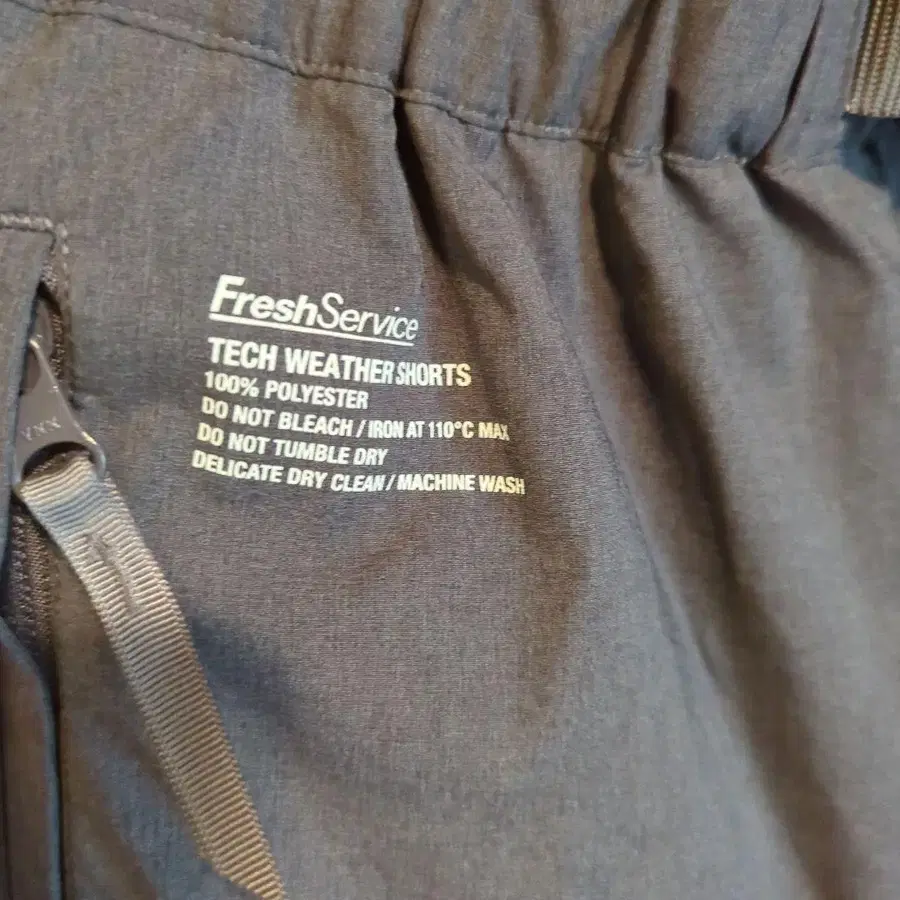 FreshService
TECH WEATHER SHORTS
100% POLYESTER
DO NOT BLEACH / IRON AT 110°C MAX
DO NOT TUMBLE DRY
DELICATE DRY CLEAN / MACHINE WASH
YKK